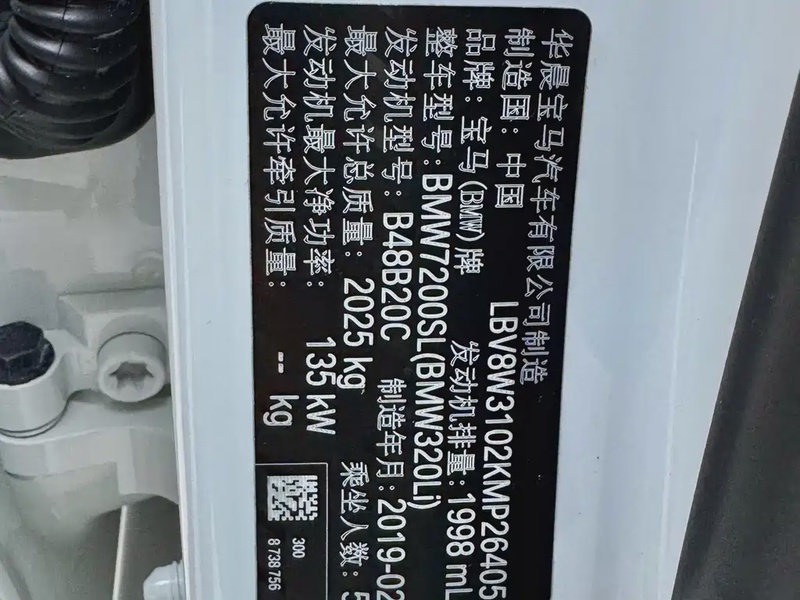 华晨宝马汽车有限公司制造
制造国: 中国 LBV8W3102KMP26405
品牌: 宝马(BMW)牌 发动机排量: 1998 mL
整车型号: BMW7200SL(BMW320Li)
发动机型号: B48B20C 制造年月: 2019-02
最大允许总质量: 2025 kg 乘坐人数: 5
发动机最大净功率: 135 kW
最大允许牵引质量: -- kg
300
8 738 756